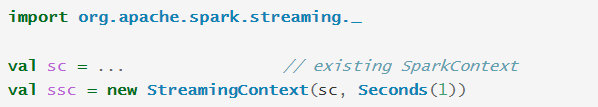 import org.apache.spark.streaming._
val sc = ...                // existing SparkContext
val ssc = new StreamingContext(sc, Seconds(1))